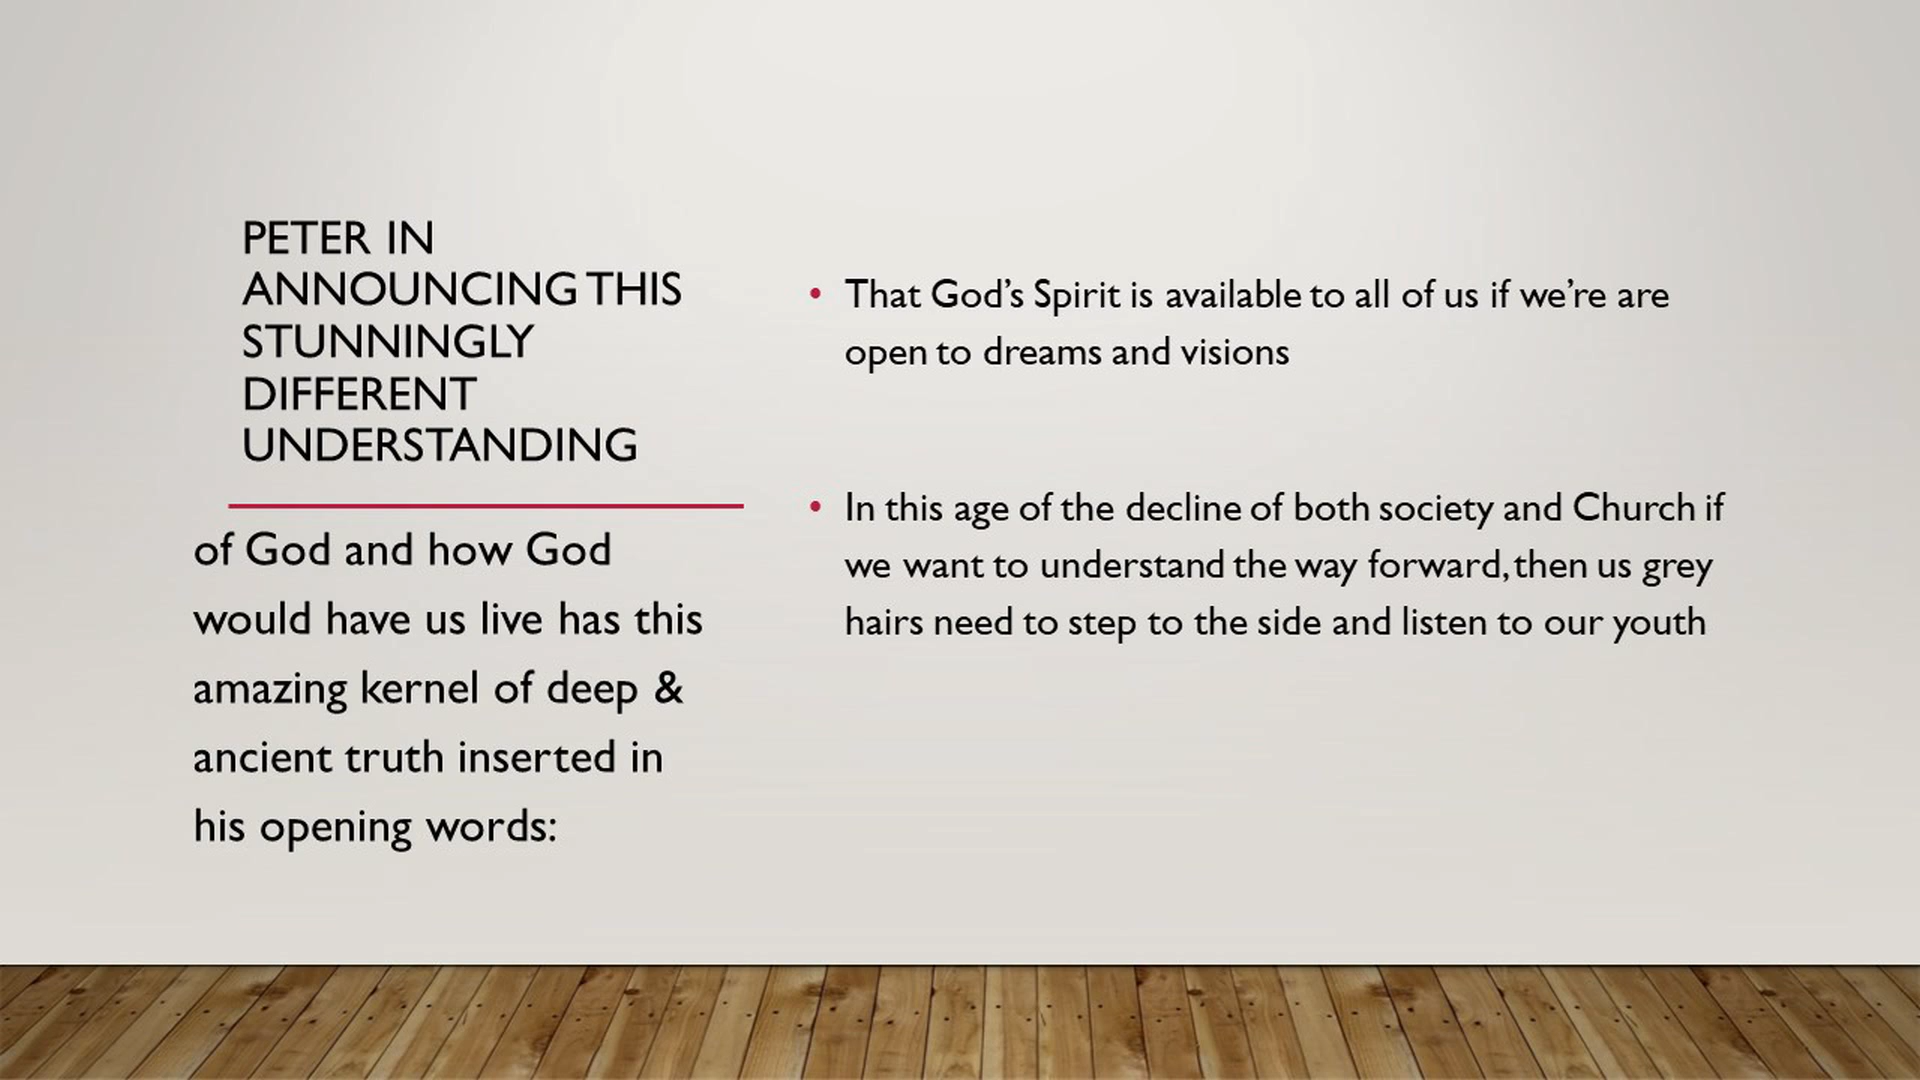 PETER IN
ANNOUNCING THIS
STUNNINGLY
DIFFERENT
UNDERSTANDING
of God and how God
would have us live has this
amazing kernel of deep &
ancient truth inserted in
his opening words:
• That God’s Spirit is available to all of us if we’re are
open to dreams and visions
• In this age of the decline of both society and Church if
we want to understand the way forward, then us grey
hairs need to step to the side and listen to our youth